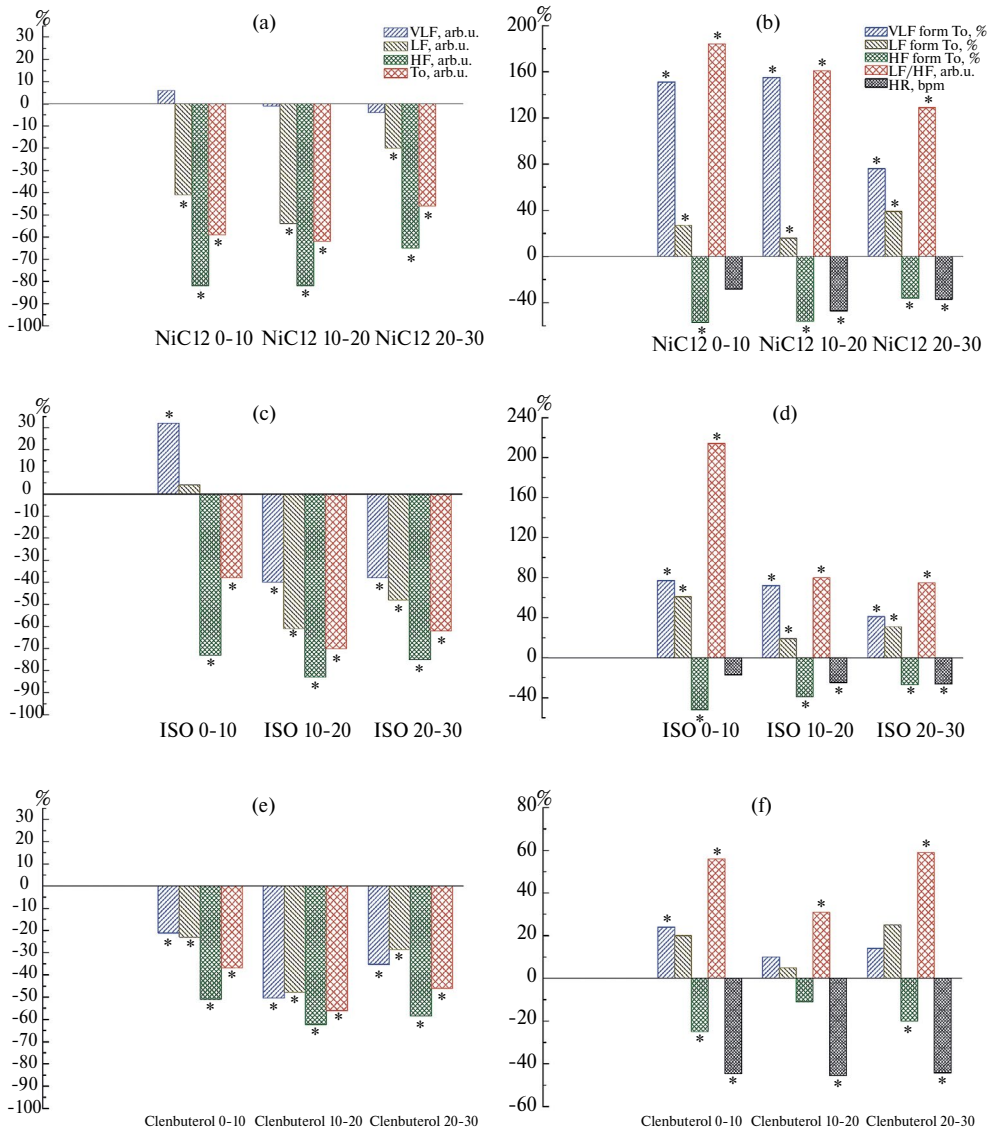 (a)
%
VLF, arb.u.
LF, arb.u.
HF, arb.u.
To, arb.u.
30
20
10
0
-10
-20
-30
-40
-50
-60
-70
-80
-90
-100
* * *
* * *
* * *
NiC12 0-10 NiC12 10-20 NiC12 20-30
(b)
%
VLF form To, %
LF form To, %
HF form To, %
LF/HF, arb.u.
HR, bpm
200
160
120
80
40
0
-40
* * * *
* * * * *
* * * * *
NiC12 0-10 NiC12 10-20 NiC12 20-30
(c)
%
30
20
10
0
-10
-20
-30
-40
-50
-60
-70
-80
-90
-100
* * *
* * * *
* * * *
ISO 0-10 ISO 10-20 ISO 20-30
(d)
%
240
200
160
120
80
40
0
-40
* * * *
* * * * *
* * * * *
ISO 0-10 ISO 10-20 ISO 20-30
(e)
%
30
20
10
0
-10
-20
-30
-40
-50
-60
-70
-80
-90
-100
* * * *
* * * *
* * * *
Clenbuterol 0-10 Clenbuterol 10-20 Clenbuterol 20-30
(f)
%
80
60
40
20
0
-20
-40
-60
* * * *
* *
* * *
Clenbuterol 0-10 Clenbuterol 10-20 Clenbuterol 20-30